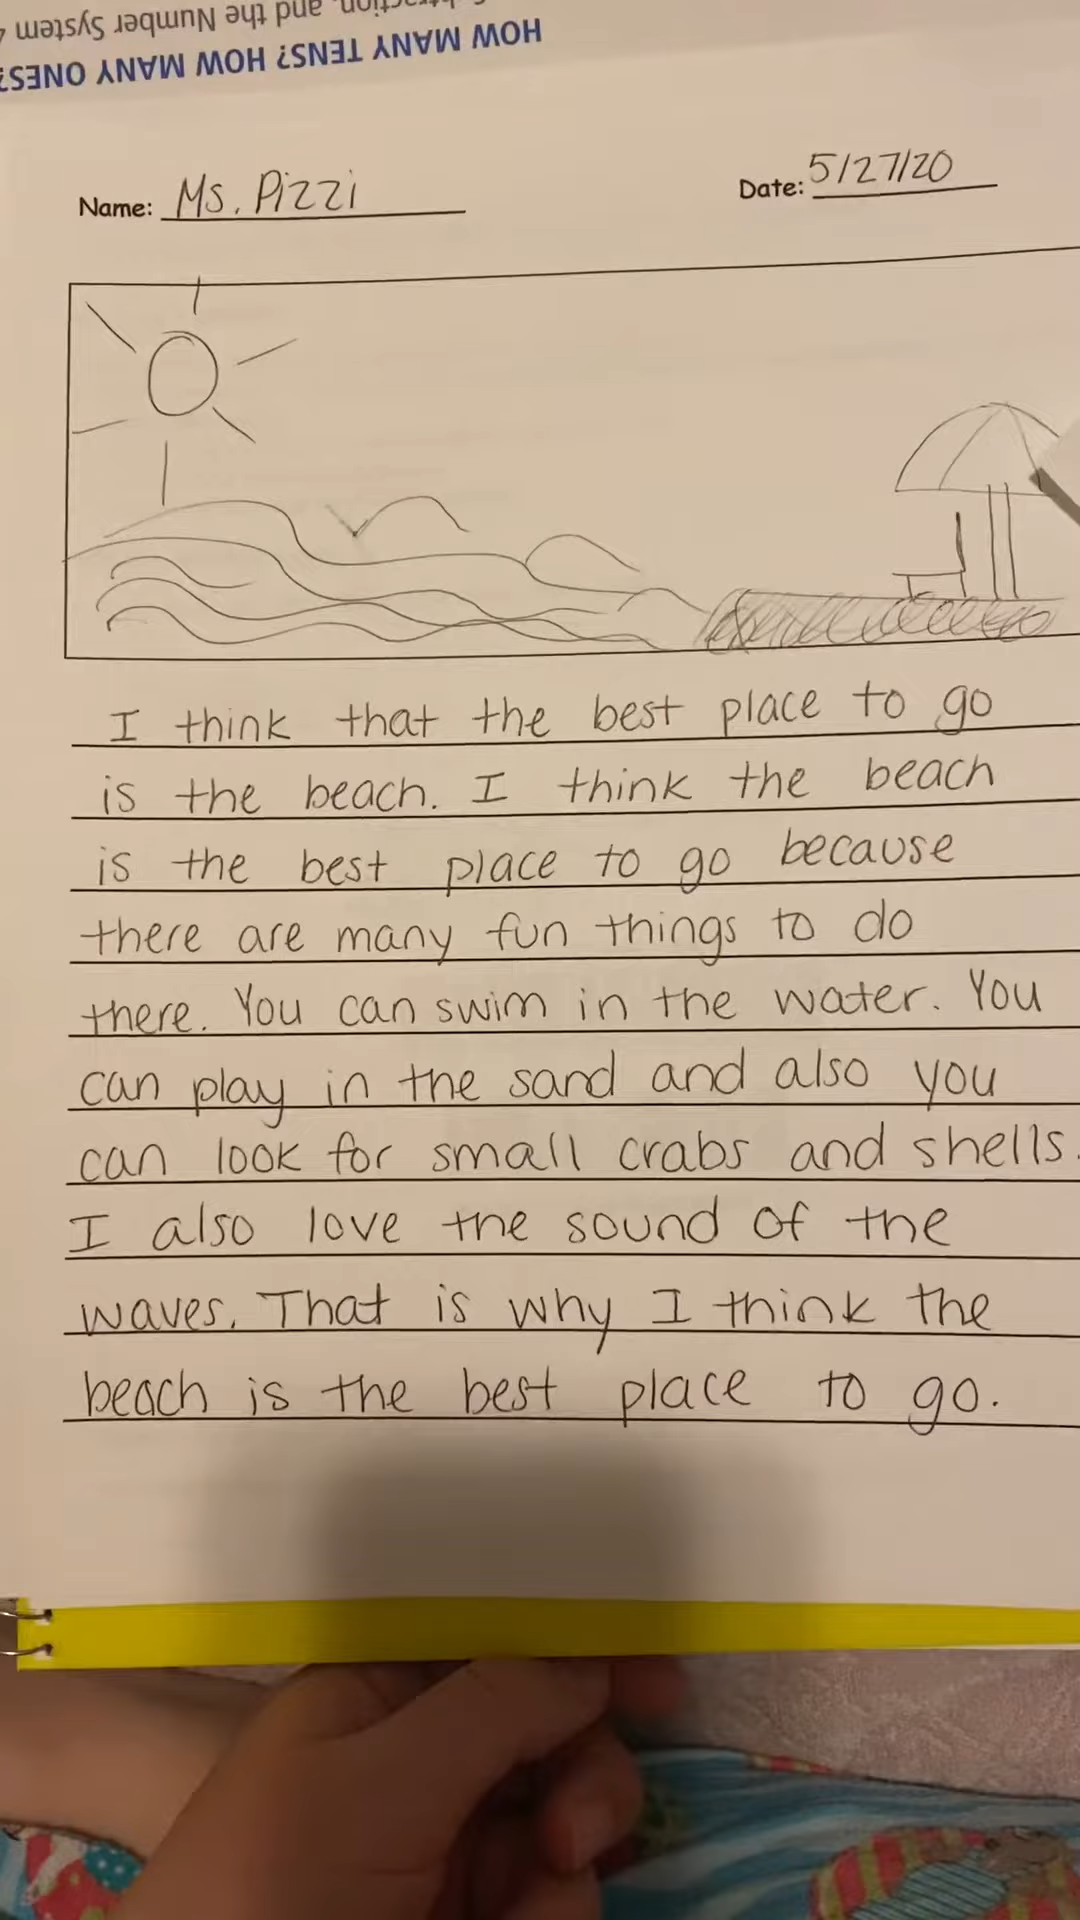 btraction, and the Number System 4
HOW MANY TENS? HOW MANY ONES?
Name: Ms. Pizzi
Date: 5/27/20
I think that the best place to go
is the beach. I think the beach
is the best place to go because
there are many fun things to do
there. You can swim in the water. You
can play in the sand and also you
can look for small crabs and shells.
I also love the sound of the
waves. That is why I think the
beach is the best place to go.